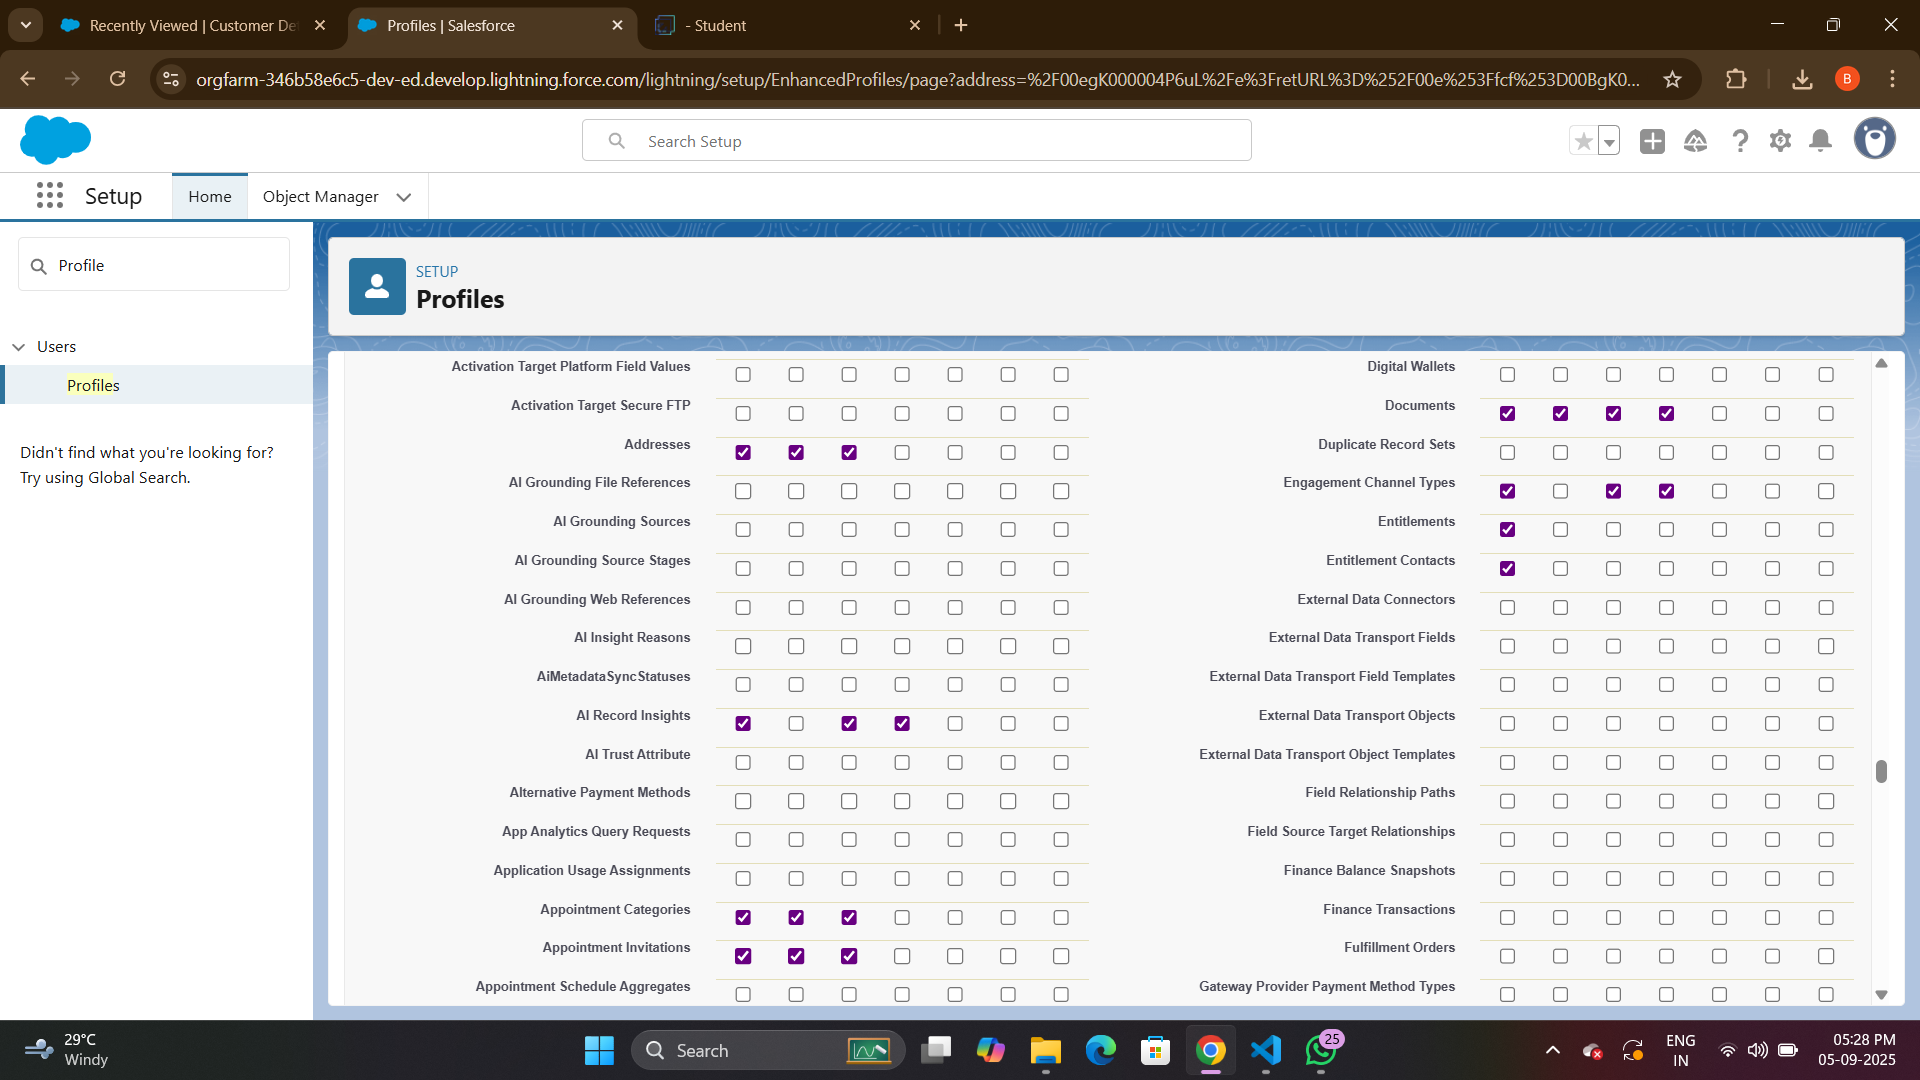 Recently Viewed | Customer De
Profiles | Salesforce
- Student
orgfarm-346b58e6c5-dev-ed.develop.lightning.force.com/lightning/setup/EnhancedProfiles/page?address=%2F00egK000004P6uL%2Fe%3FretURL%3D%252F00e%253Ffcf%253D00BgK0...
B
Search Setup
Setup
Home
Object Manager
Profile
Users
Profiles
Didn't find what you're looking for?
Try using Global Search.
SETUP
Profiles
Activation Target Platform Field Values
Activation Target Secure FTP
Addresses
AI Grounding File References
AI Grounding Sources
AI Grounding Source Stages
AI Grounding Web References
AI Insight Reasons
AiMetadataSyncStatuses
AI Record Insights
AI Trust Attribute
Alternative Payment Methods
App Analytics Query Requests
Application Usage Assignments
Appointment Categories
Appointment Invitations
Appointment Schedule Aggregates
Digital Wallets
Documents
Duplicate Record Sets
Engagement Channel Types
Entitlements
Entitlement Contacts
External Data Connectors
External Data Transport Fields
External Data Transport Field Templates
External Data Transport Objects
External Data Transport Object Templates
Field Relationship Paths
Field Source Target Relationships
Finance Balance Snapshots
Finance Transactions
Fulfillment Orders
Gateway Provider Payment Method Types
29°C
Windy
Search
25
ENG
IN
05:28 PM
05-09-2025